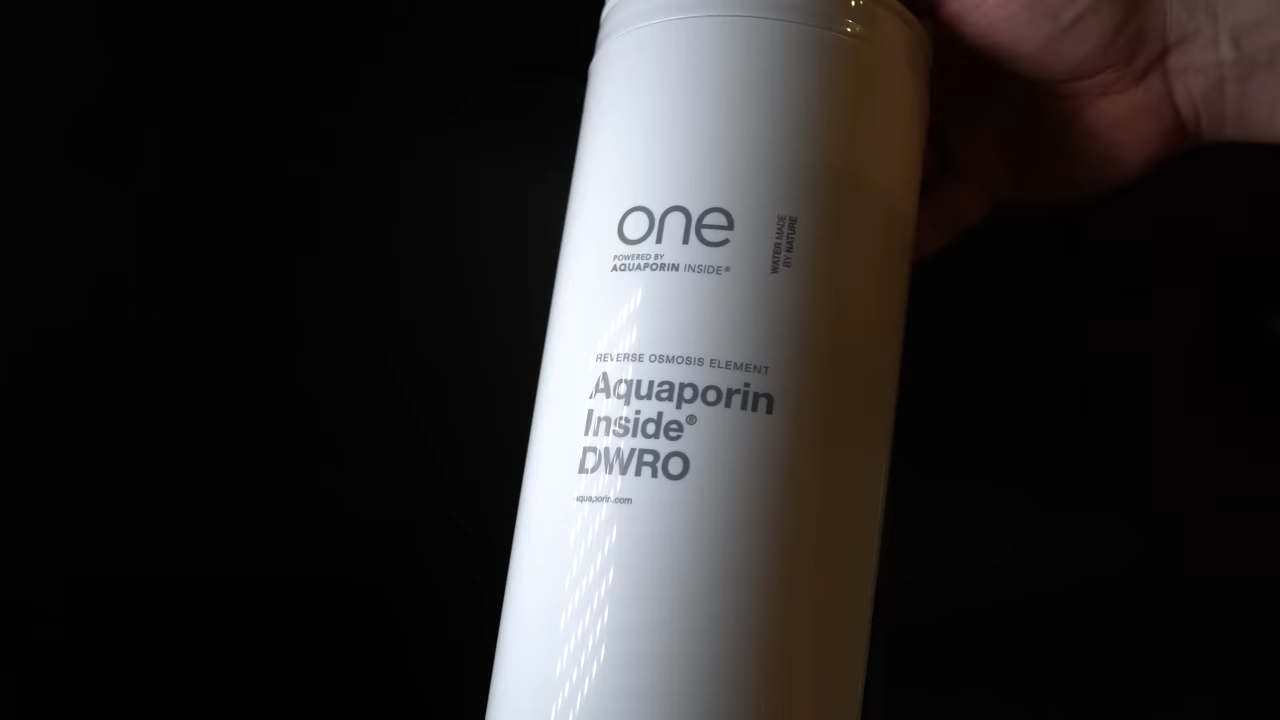 one
POWERED BY
AQUAPORIN INSIDE®
WATER MADE
BY NATURE
REVERSE OSMOSIS ELEMENT
Aquaporin
Inside®
DWRO
aquaporin.com